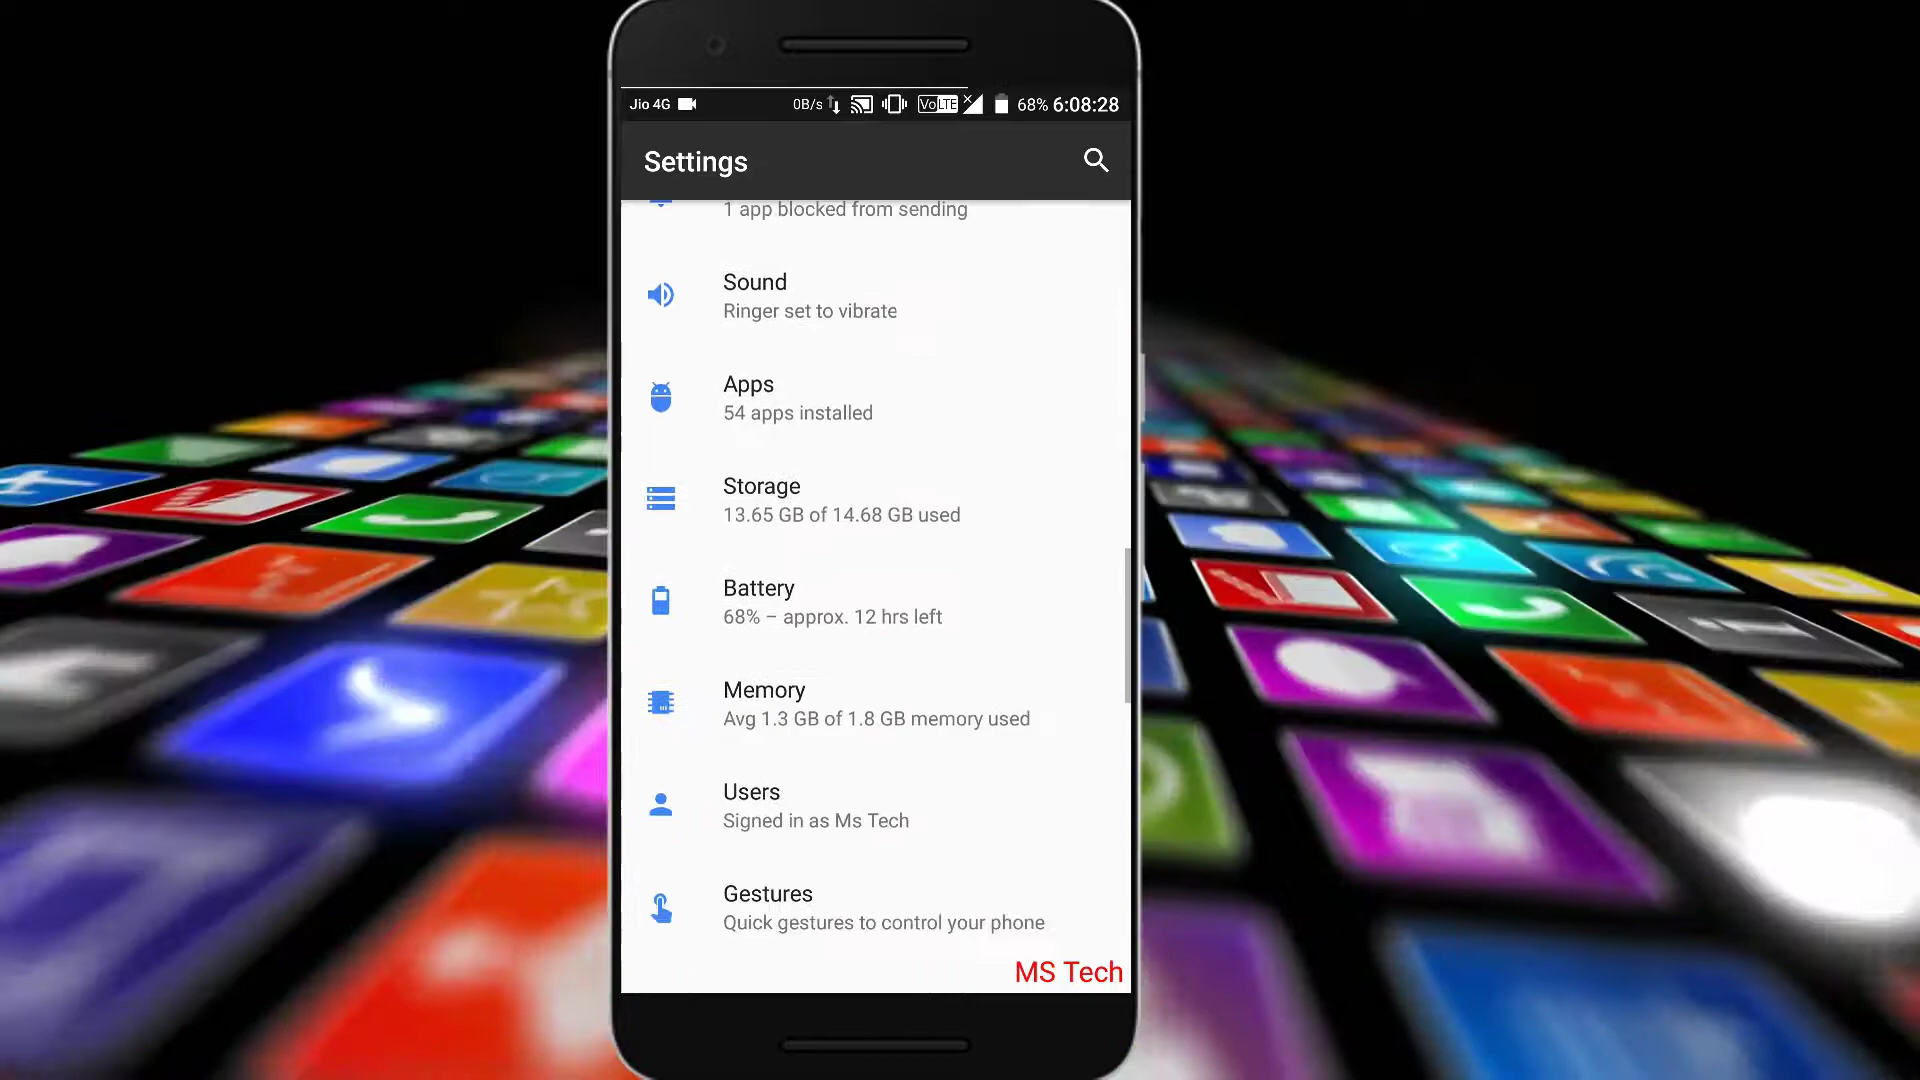 Jio 4G 0B/s VoLTE 68% 6:08:28
Settings
1 app blocked from sending
Sound
Ringer set to vibrate
Apps
54 apps installed
Storage
13.65 GB of 14.68 GB used
Battery
68% – approx. 12 hrs left
Memory
Avg 1.3 GB of 1.8 GB memory used
Users
Signed in as Ms Tech
Gestures
Quick gestures to control your phone
MS Tech